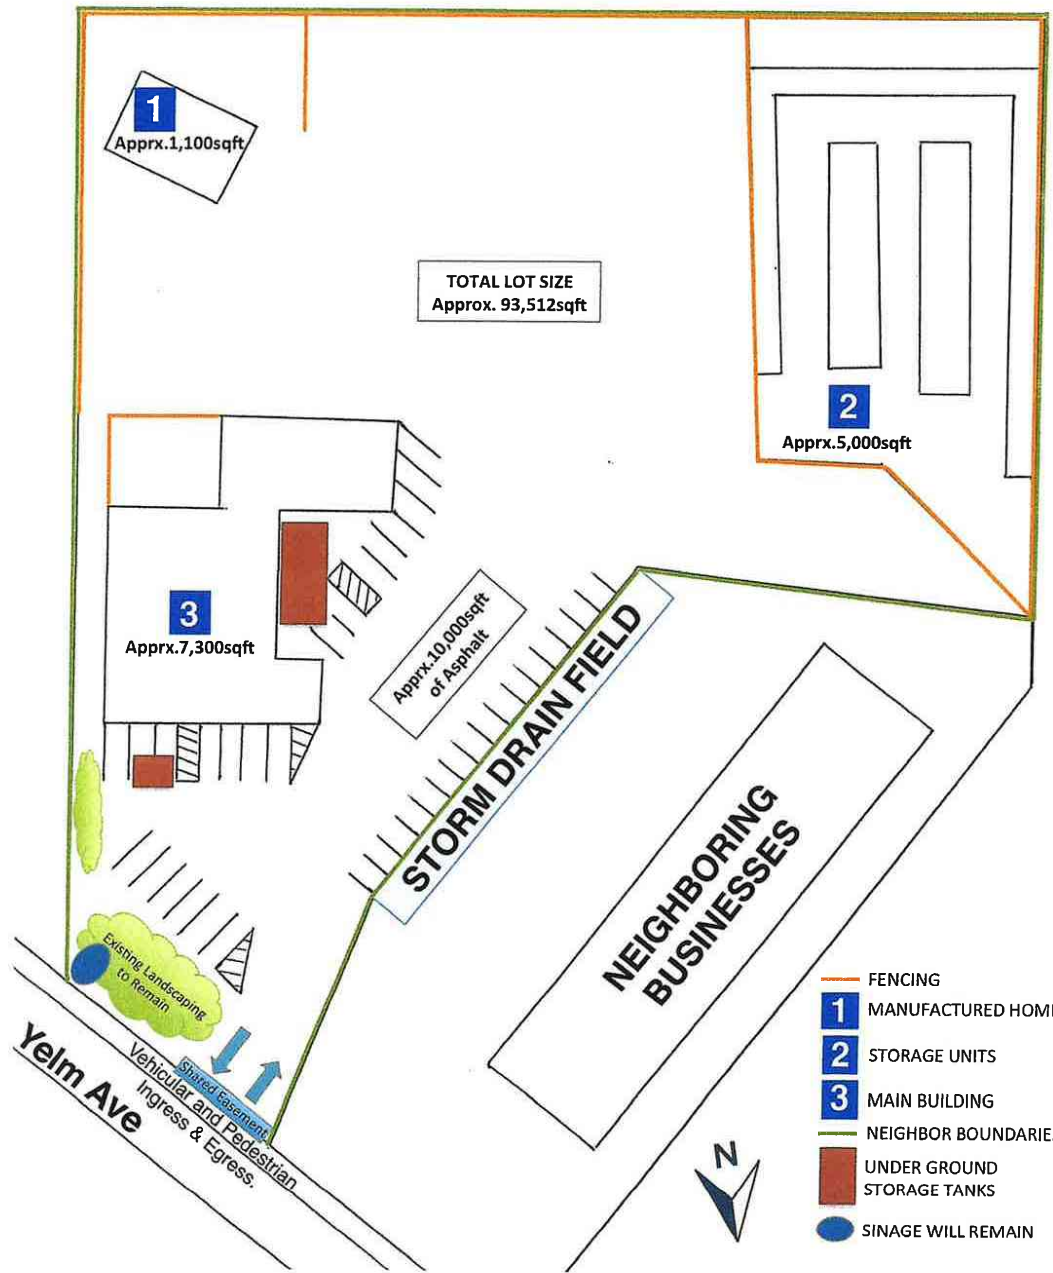 1
Apprx.1,100sqft
TOTAL LOT SIZE
Approx. 93,512sqft
2
Apprx.5,000sqft
3
Apprx.7,300sqft
Apprx.10,000sqft
of Asphalt
STORM DRAIN FIELD
NEIGHBORING
BUSINESSES
Existing Landscaping
to Remain
Shared Easement
Vehicular and Pedestrian
Ingress & Egress.
Yelm Ave
N
FENCING
1 MANUFACTURED HOM
2 STORAGE UNITS
3 MAIN BUILDING
NEIGHBOR BOUNDARIE
UNDER GROUND
STORAGE TANKS
SINAGE WILL REMAIN